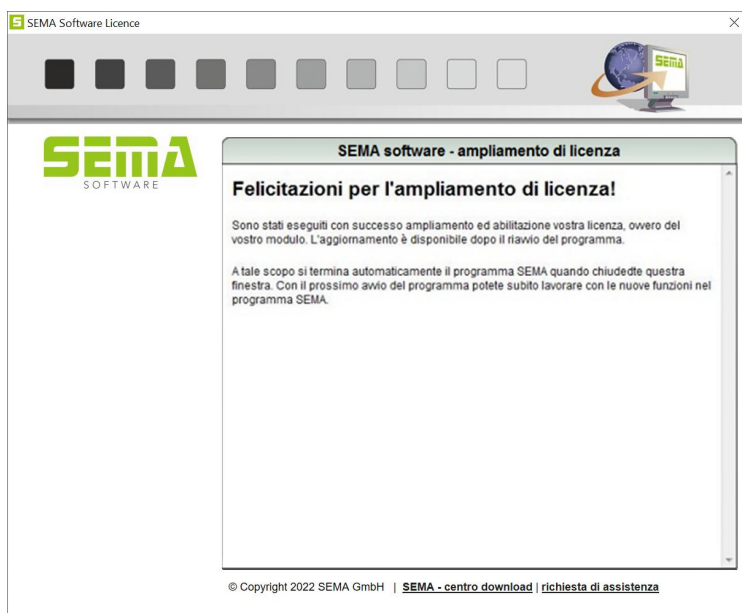 SEMA Software Licence
SEMA
SEMA
SOFTWARE
SEMA software - ampliamento di licenza
Felicitazioni per l'ampliamento di licenza!
Sono stati eseguiti con successo ampliamento ed abilitazione vostra licenza, ovvero del
vostro modulo. L'aggiornamento è disponibile dopo il riavvio del programma.
A tale scopo si termina automaticamente il programma SEMA quando chiudedte questra
finestra. Con il prossimo avvio del programma potete subito lavorare con le nuove funzioni nel
programma SEMA.
© Copyright 2022 SEMA GmbH | SEMA - centro download | richiesta di assistenza